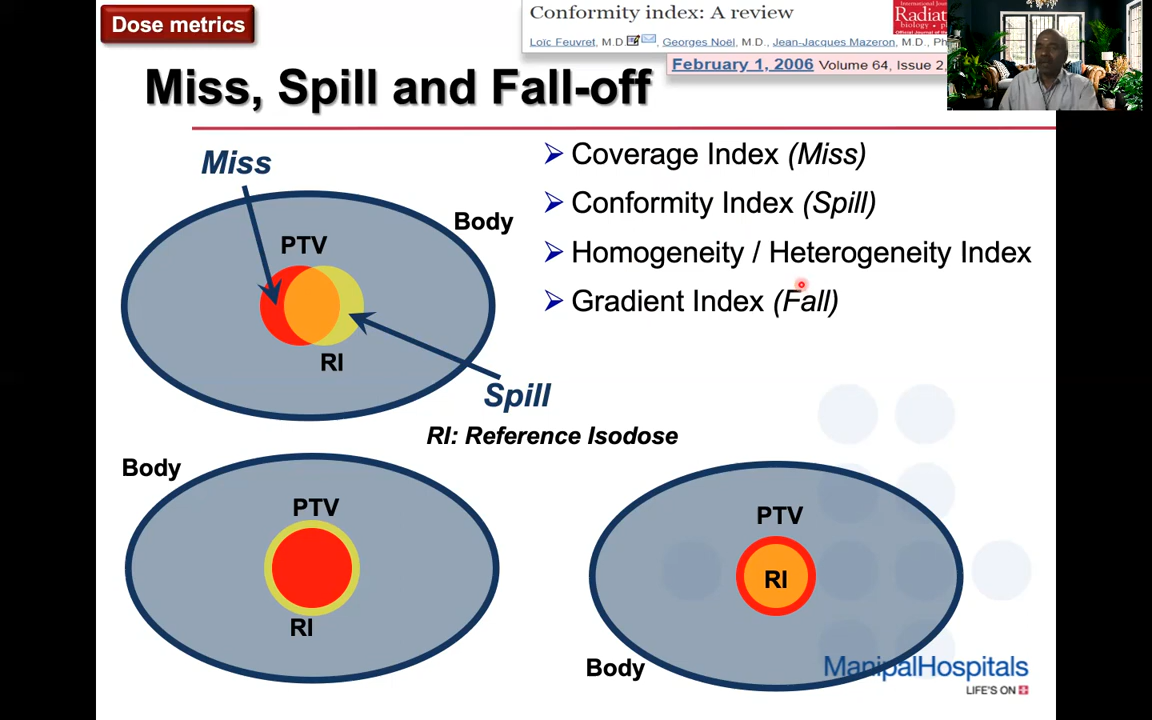 Dose metrics
Conformity index: A review
Loïc Feuvret, M.D. Georges Noël, M.D., Jean-Jacques Mazeron, M.D.,
February 1, 2006 Volume 64, Issue 2,
Miss, Spill and Fall-off
Miss
Body
PTV
RI
Spill
RI: Reference Isodose
➢ Coverage Index (Miss)
➢ Conformity Index (Spill)
➢ Homogeneity / Heterogeneity Index
➢ Gradient Index (Fall)
Body
PTV
RI
PTV
RI
Body
ManipalHospitals
LIFE'S ON